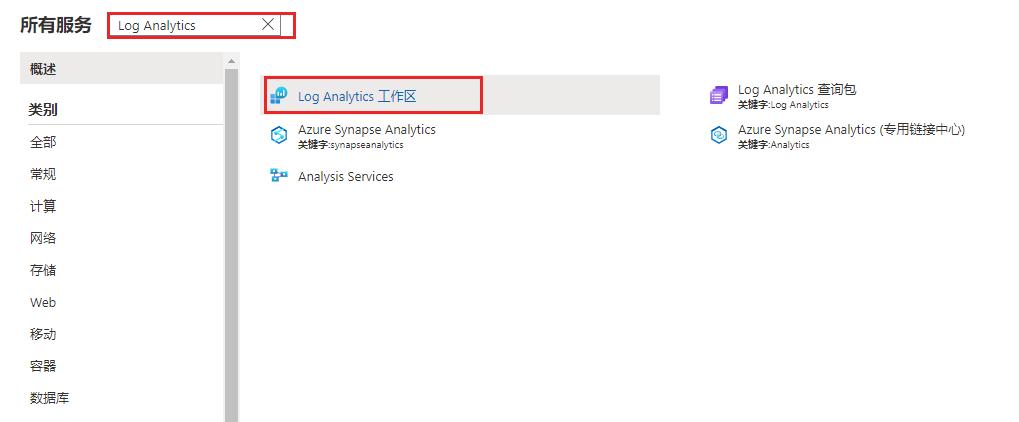 所有服务
Log Analytics
概述
类别
全部
常规
计算
网络
存储
Web
移动
容器
数据库
Log Analytics 工作区
Azure Synapse Analytics
关键字:synapseanalytics
Analysis Services
Log Analytics 查询包
关键字:Log Analytics
Azure Synapse Analytics (专用链接中心)
关键字:Analytics